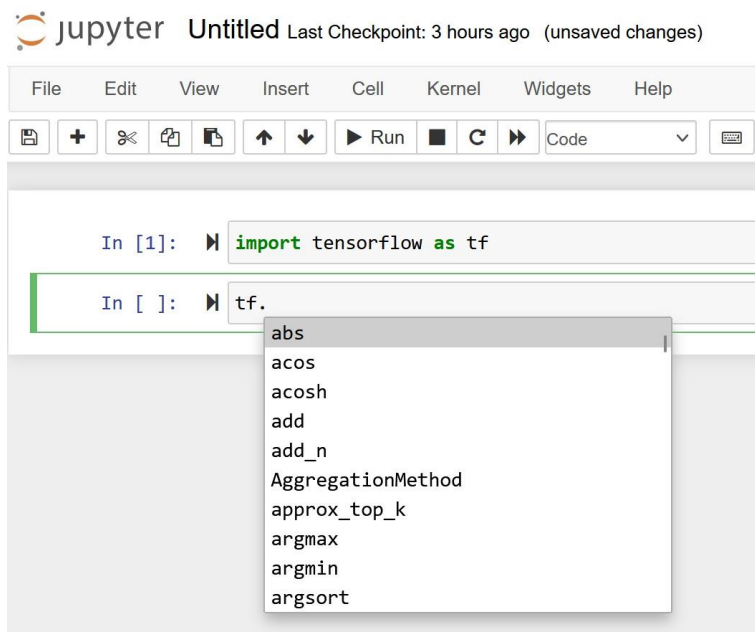 jupyter Untitled Last Checkpoint: 3 hours ago (unsaved changes)
File Edit View Insert Cell Kernel Widgets Help
Run Code
In [1]: import tensorflow as tf
In [ ]: tf.
abs
acos
acosh
add
add_n
AggregationMethod
approx_top_k
argmax
argmin
argsort